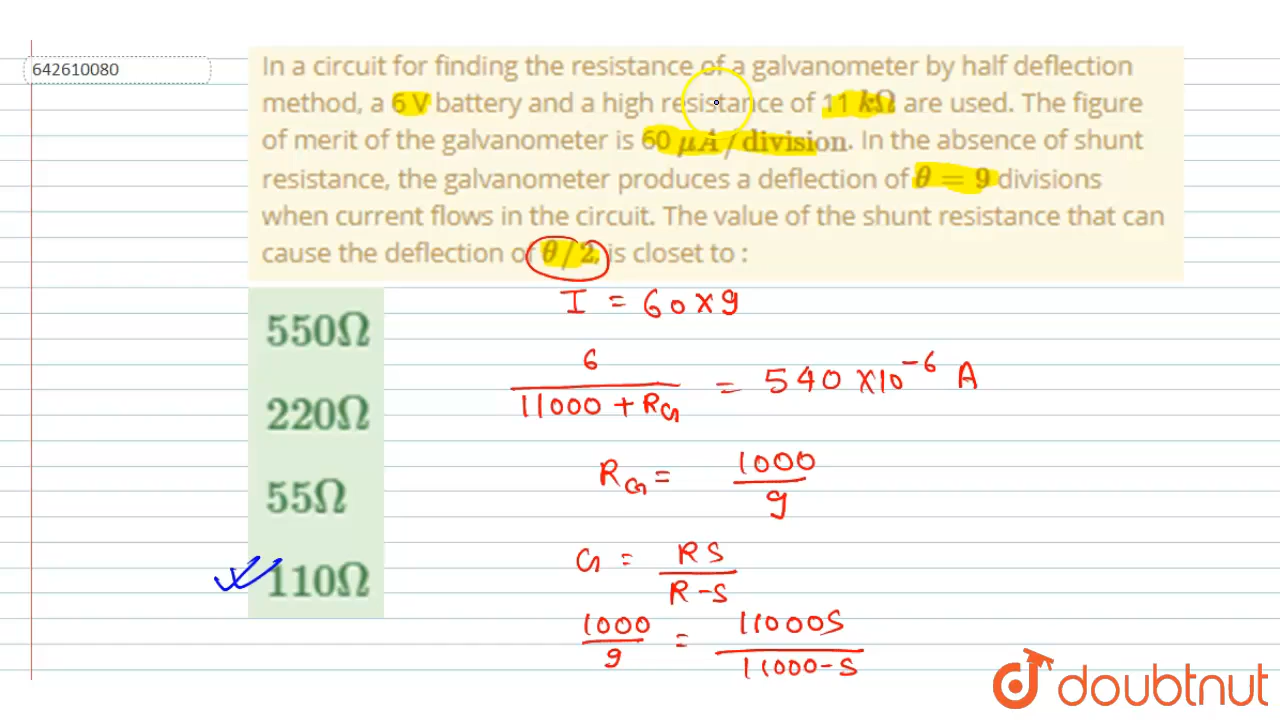 642610080
In a circuit for finding the resistance of a galvanometer by half deflection
method, a 6 V battery and a high resistance of 11 kΩ are used. The figure
of merit of the galvanometer is 60 μA/division. In the absence of shunt
resistance, the galvanometer produces a deflection of θ = 9 divisions
when current flows in the circuit. The value of the shunt resistance that can
cause the deflection of θ/2, is closet to :
550Ω
220Ω
55Ω
110Ω
I = 60 × 9
6 / (11000 + R_G) = 540 × 10⁻⁶ A
R_G = 1000 / 9
G = RS / (R - S)
1000 / 9 = 11000S / (11000 - S)
doubtnut